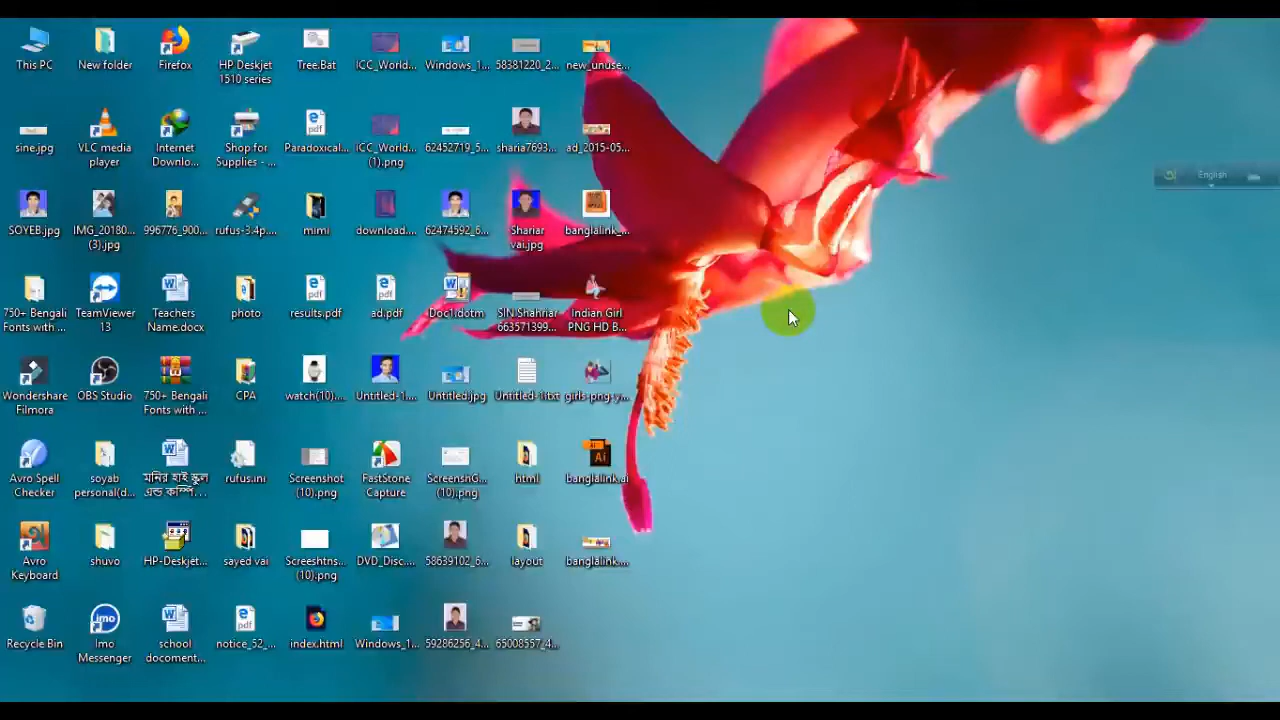 This PC
New folder
Firefox
HP Deskjet
1510 series
Tree.Bat
ICC_World...
Windows_1...
58381220_2...
new_unuse...
sine.jpg
VLC media
player
Internet
Downlo...
Shop for
Supplies - ...
Paradoxical...
ICC_World...
(1).png
62452719_5...
sharia7693...
ad_2015-05...
SOYEB.jpg
IMG_20180...
(3).jpg
996776_900...
rufus-3.4p...
mimi
download....
62474592_6...
Shariar
vai.jpg
banglalink_...
750+ Bengali
Fonts with ...
TeamViewer
13
Teachers
Name.docx
photo
results.pdf
ad.pdf
Doc1.dotm
663571399...
Indian Girl
PNG HD B...
Wondershare
Filmora
OBS Studio
750+ Bengali
Fonts with ...
CPA
watch(10)....
Untitled-1....
Untitled.jpg
Untitled-1.txt
girls-png-y...
Avro Spell
Checker
soyab
personal(d...
মনির হাই স্কুল
এন্ড কম্পি...
rufus.ini
Screenshot
(10).png
FastStone
Capture
ScreensnG...
(10).png
html
banglalink.ai
Avro
Keyboard
shuvo
HP-Deskjet...
sayed vai
Screehtns...
(10).png
DVD_Disc....
58639102_6...
layout
banglalink....
Recycle Bin
Imo
Messenger
school
docoment...
notice_52_...
index.html
Windows_1...
59286256_4...
65008557_4...
English